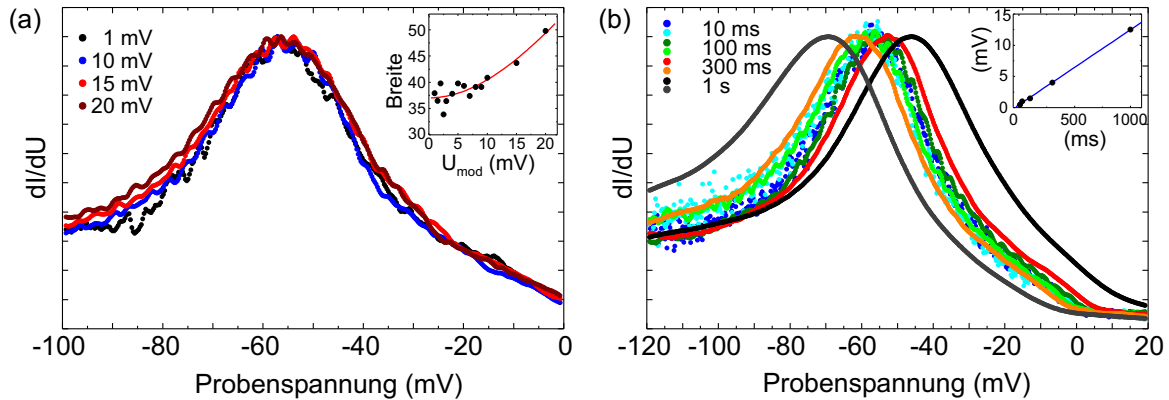 (a)
1 mV
10 mV
15 mV
20 mV
dI/dU
-100
-80
-60
-40
-20
0
Probenspannung (mV)
Breite
50
45
40
35
30
0
5
10
15
20
U_mod (mV)
(b)
10 ms
100 ms
300 ms
1 s
dI/dU
-120
-100
-80
-60
-40
-20
0
20
Probenspannung (mV)
(mV)
15
10
5
0
0
500
1000
(ms)